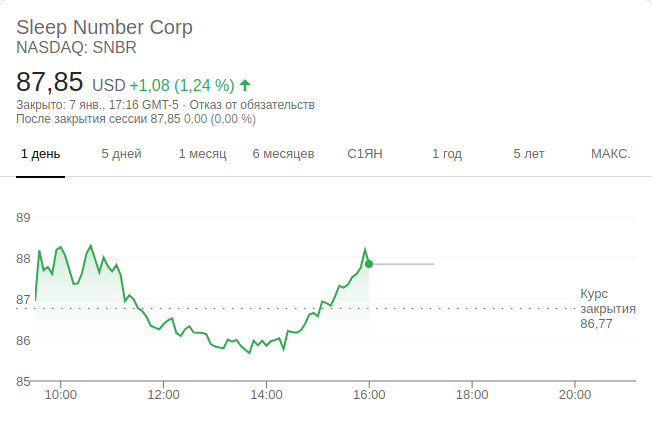 Sleep Number Corp
NASDAQ: SNBR
87,85 USD +1,08 (1,24 %)
Закрыто: 7 янв., 17:16 GMT-5 · Отказ от обязательств
После закрытия сессии 87,85 0,00 (0,00 %)
1 день 5 дней 1 месяц 6 месяцев С1ЯН 1 год 5 лет МАКС.
89
88
87
86
85
Курс
закрытия
86,77
10:00 12:00 14:00 16:00 18:00 20:00